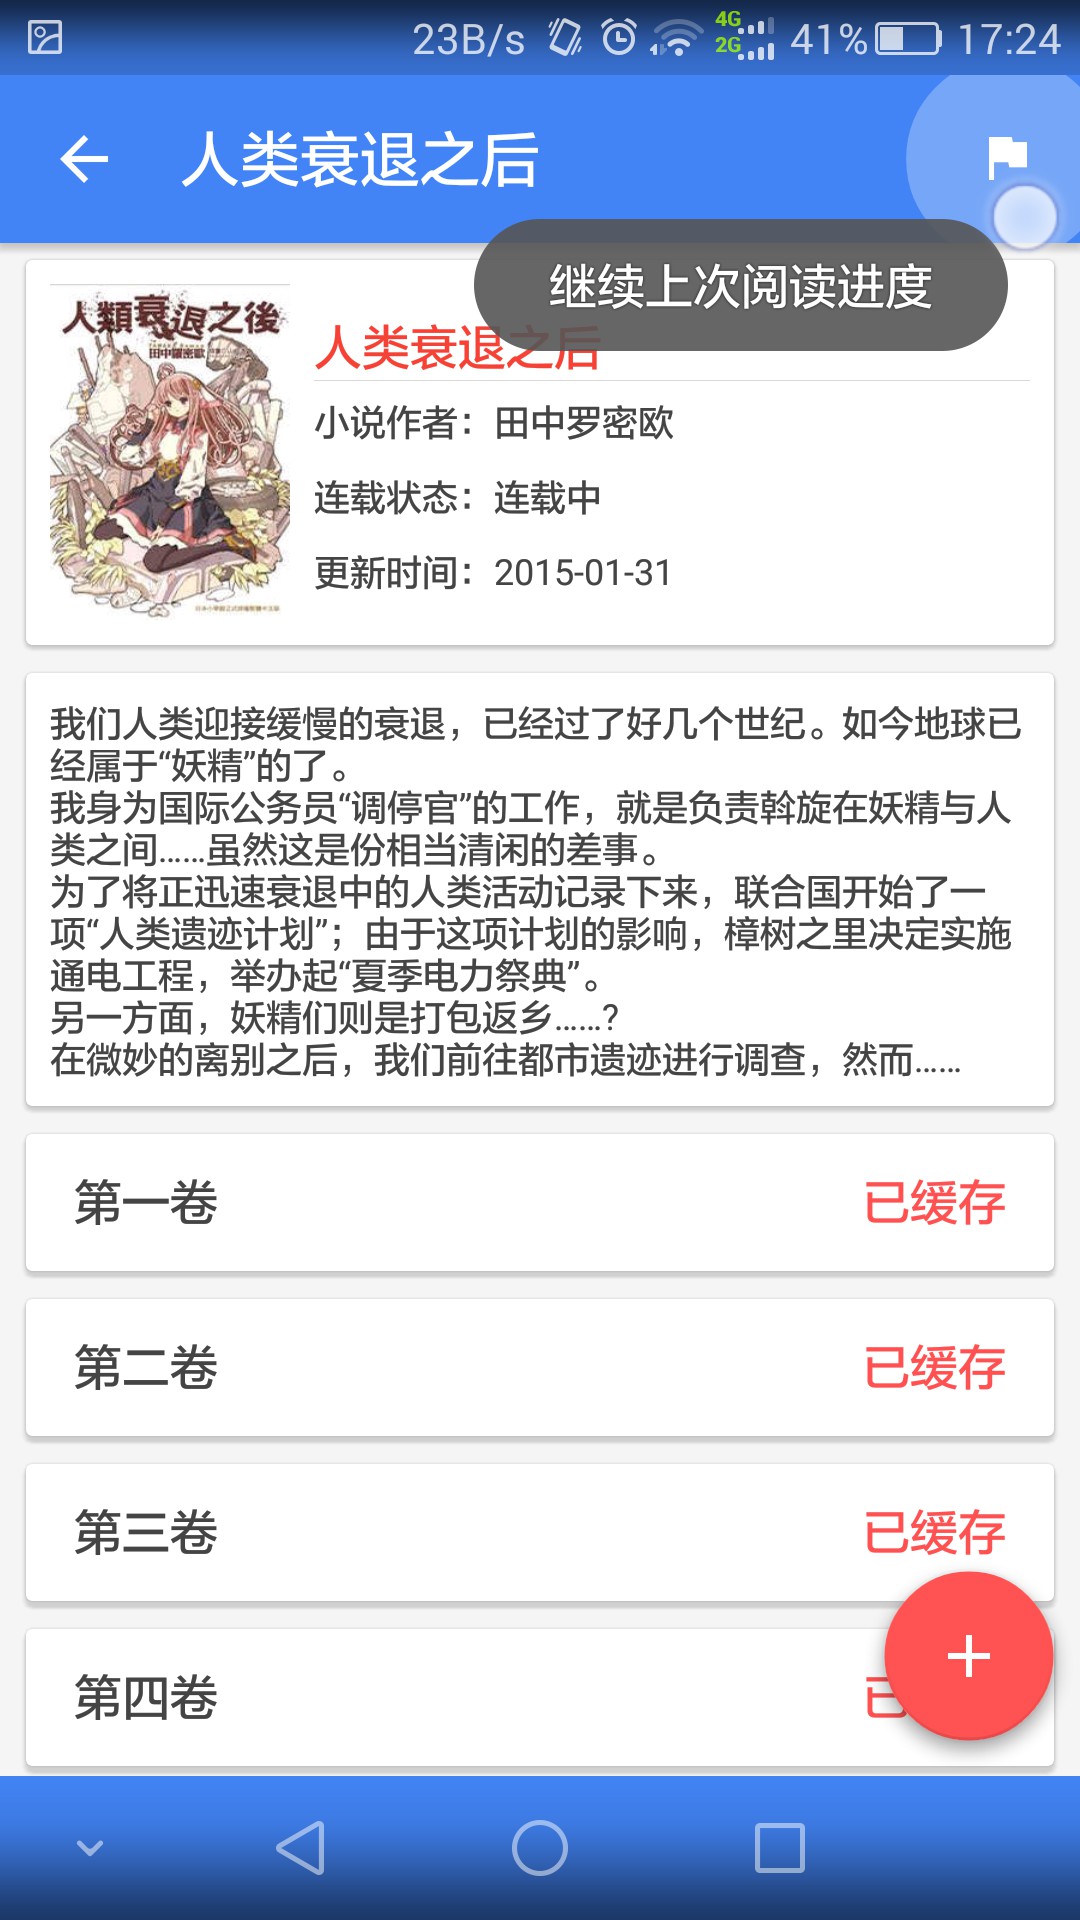 23B/s 4G 2G 41% 17:24
人类衰退之后
继续上次阅读进度
人類衰退之後
田中羅密歐
人类衰退之后
小说作者：田中罗密欧
连载状态：连载中
更新时间：2015-01-31
我们人类迎接缓慢的衰退，已经过了好几个世纪。如今地球已
经属于“妖精”的了。
我身为国际公务员“调停官”的工作，就是负责斡旋在妖精与人
类之间……虽然这是份相当清闲的差事。
为了将正迅速衰退中的人类活动记录下来，联合国开始了一
项“人类遗迹计划”；由于这项计划的影响，樟树之里决定实施
通电工程，举办起“夏季电力祭典”。
另一方面，妖精们则是打包返乡……?
在微妙的离别之后，我们前往都市遗迹进行调查，然而……
第一卷 已缓存
第二卷 已缓存
第三卷 已缓存
第四卷 已